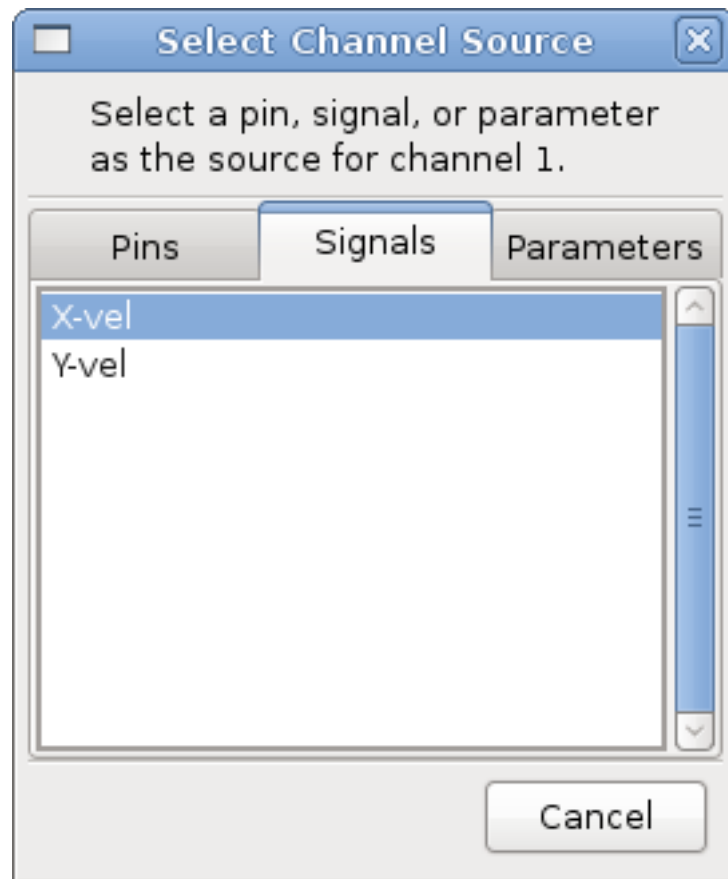 Select Channel Source
Select a pin, signal, or parameter
as the source for channel 1.
Pins Signals Parameters
X-vel
Y-vel
Cancel